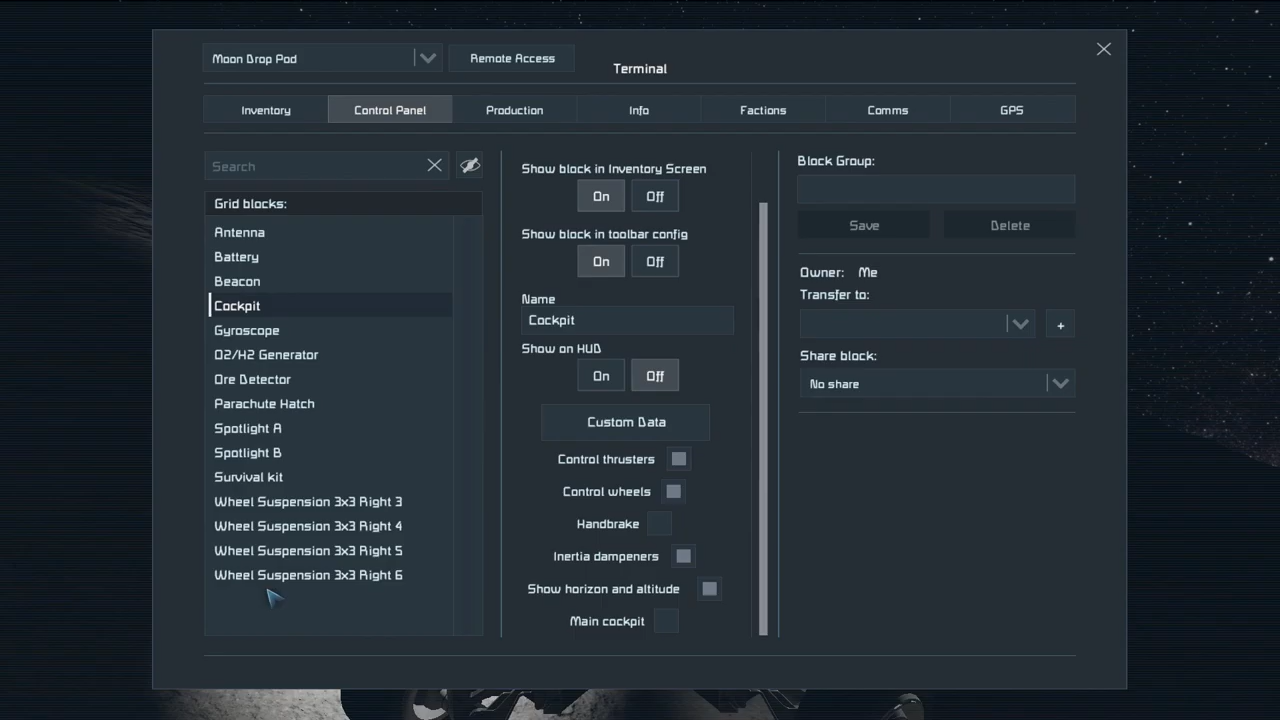 Moon Drop Pod
Remote Access
Terminal
Inventory
Control Panel
Production
Info
Factions
Comms
GPS
Search
Grid blocks:
Antenna
Battery
Beacon
Cockpit
Gyroscope
O2/H2 Generator
Ore Detector
Parachute Hatch
Spotlight A
Spotlight B
Survival kit
Wheel Suspension 3x3 Right 3
Wheel Suspension 3x3 Right 4
Wheel Suspension 3x3 Right 5
Wheel Suspension 3x3 Right 6
Show block in Inventory Screen
On Off
Show block in toolbar config
On Off
Name
Cockpit
Show on HUD
On Off
Custom Data
Control thrusters
Control wheels
Handbrake
Inertia dampeners
Show horizon and altitude
Main cockpit
Block Group:
Save
Delete
Owner: Me
Transfer to:
+
Share block:
No share